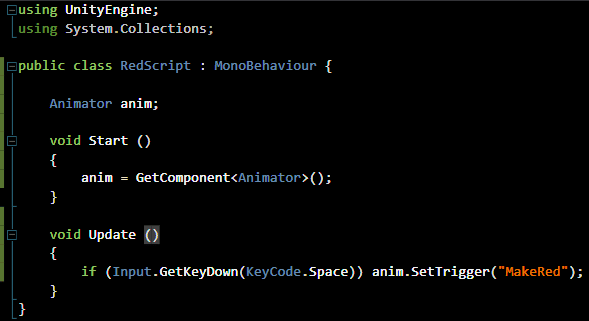 using UnityEngine;
using System.Collections;
public class RedScript : MonoBehaviour {
Animator anim;
void Start ()
{
anim = GetComponent<Animator>();
}
void Update ()
{
if (Input.GetKeyDown(KeyCode.Space)) anim.SetTrigger("MakeRed");
}
}